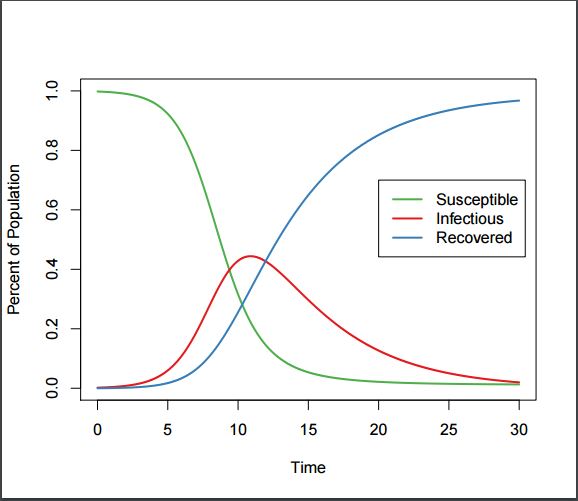 1.0
0.8
0.6
0.4
0.2
0.0
Percent of Population
Susceptible
Infectious
Recovered
0 5 10 15 20 25 30
Time